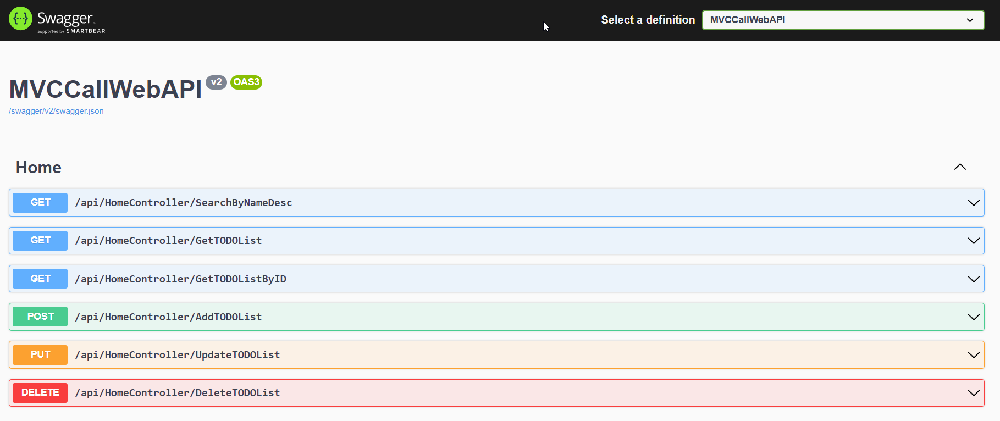 {···} Swagger
Supported by SMARTBEAR
Select a definition
MVCCallWebAPI
MVCCallWebAPI v2 OAS3
/swagger/v2/swagger.json
Home
GET /api/HomeController/SearchByNameDesc
GET /api/HomeController/GetTODOList
GET /api/HomeController/GetTODOListByID
POST /api/HomeController/AddTODOList
PUT /api/HomeController/UpdateTODOList
DELETE /api/HomeController/DeleteTODOList